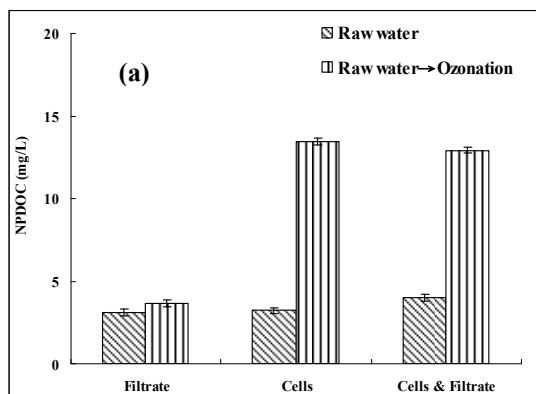 20
15
10
5
0
NPDOC (mg/L)
(a)
Raw water
Raw water→Ozonation
Filtrate
Cells
Cells & Filtrate